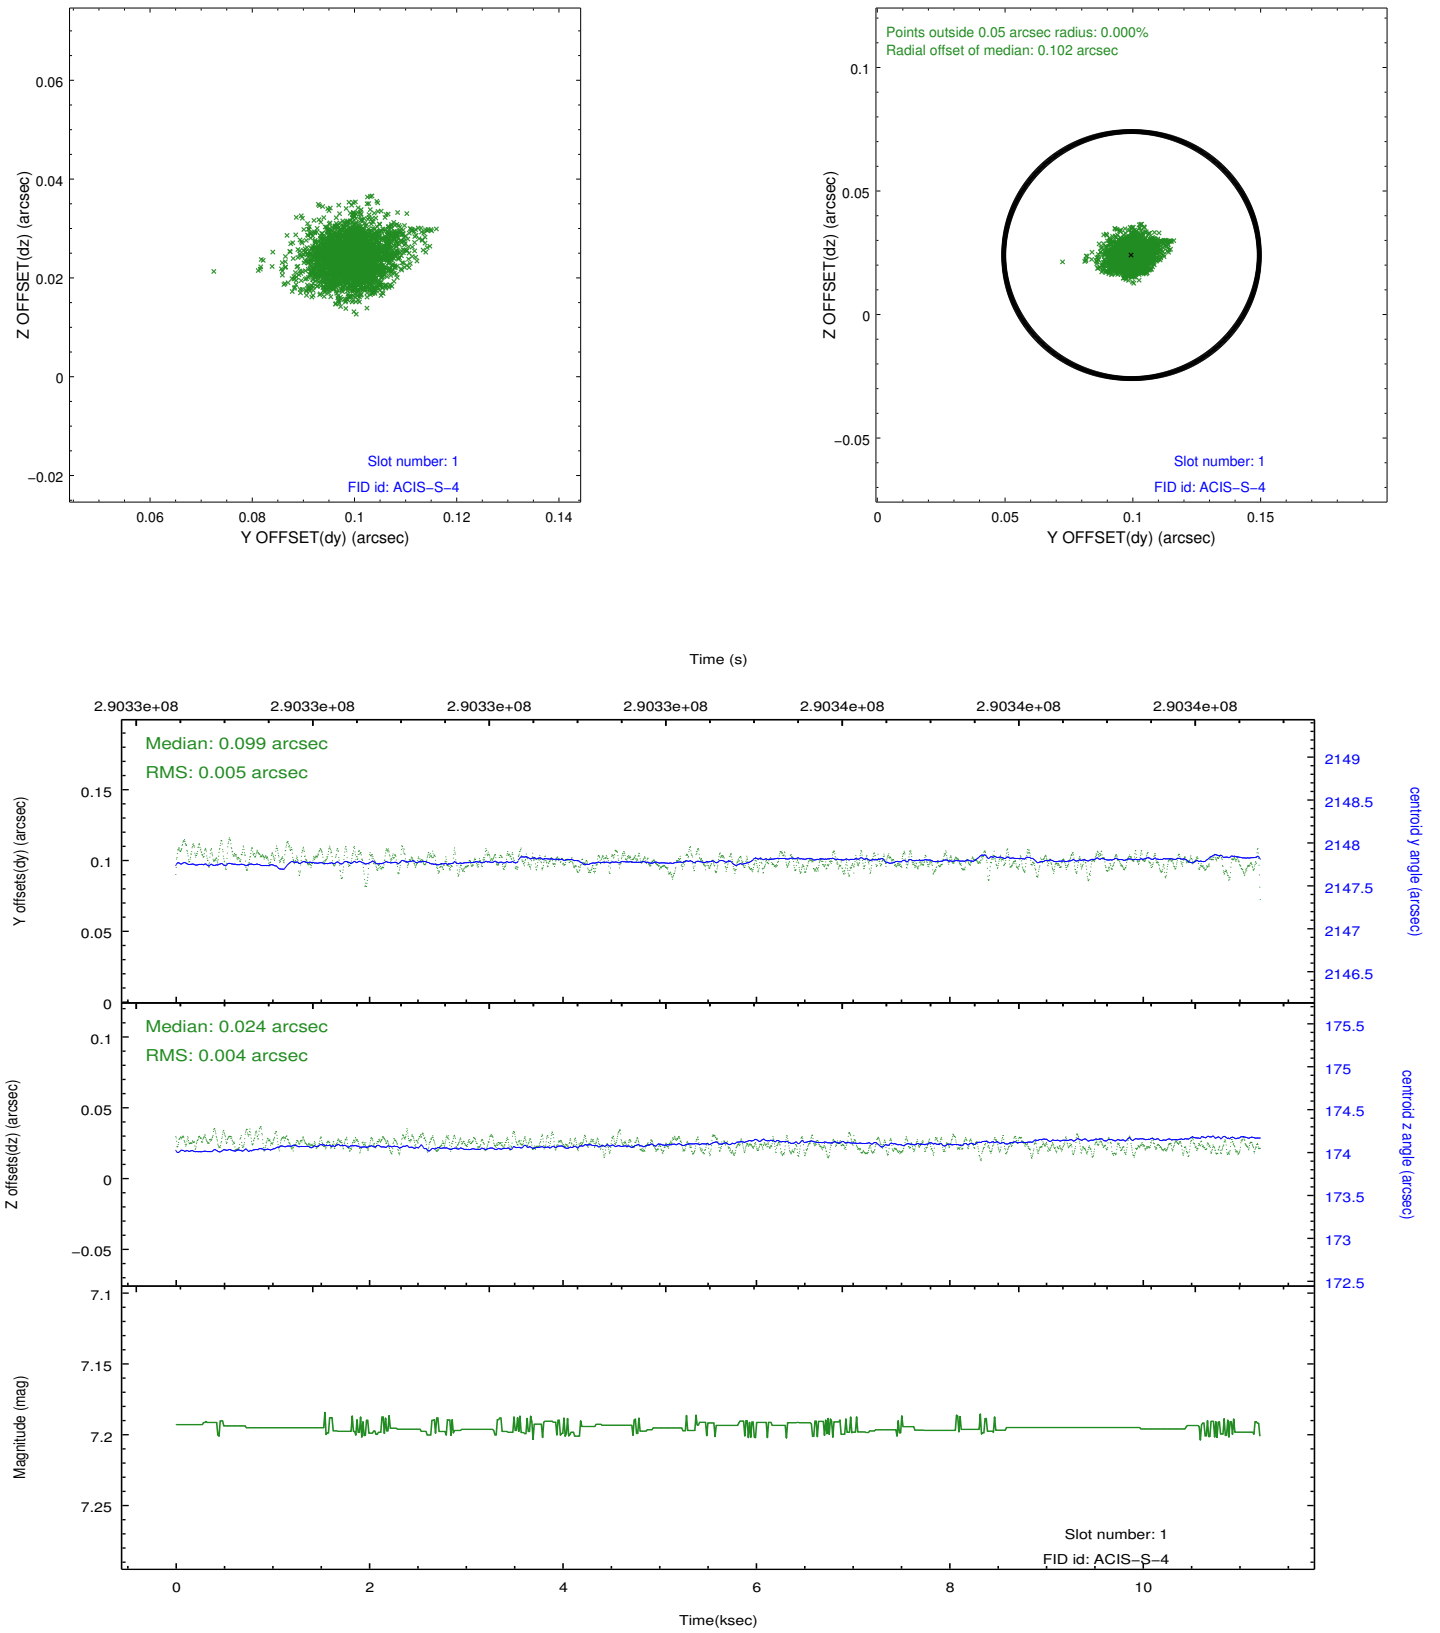 0.06
0.04
0.02
0
−0.02
Z OFFSET(dz) (arcsec)
Slot number: 1
FID id: ACIS−S−4
0.06 0.08 0.1 0.12 0.14
Y OFFSET(dy) (arcsec)
Points outside 0.05 arcsec radius: 0.000%
Radial offset of median: 0.102 arcsec
0.1
0.05
0
−0.05
Z OFFSET(dz) (arcsec)
Slot number: 1
FID id: ACIS−S−4
0 0.05 0.1 0.15
Y OFFSET(dy) (arcsec)
Time (s)
2.9033e+08 2.9033e+08 2.9033e+08 2.9033e+08 2.9034e+08 2.9034e+08 2.9034e+08
Median: 0.099 arcsec
RMS: 0.005 arcsec
0.15
0.1
0.05
0
Y offsets(dy) (arcsec)
2149
2148.5
2148
2147.5
2147
2146.5
centroid y angle (arcsec)
Median: 0.024 arcsec
RMS: 0.004 arcsec
0.1
0.05
0
−0.05
Z offsets(dz) (arcsec)
175.5
175
174.5
174
173.5
173
172.5
centroid z angle (arcsec)
7.1
7.15
7.2
7.25
Magnitude (mag)
Slot number: 1
FID id: ACIS−S−4
0 2 4 6 8 10
Time(ksec)